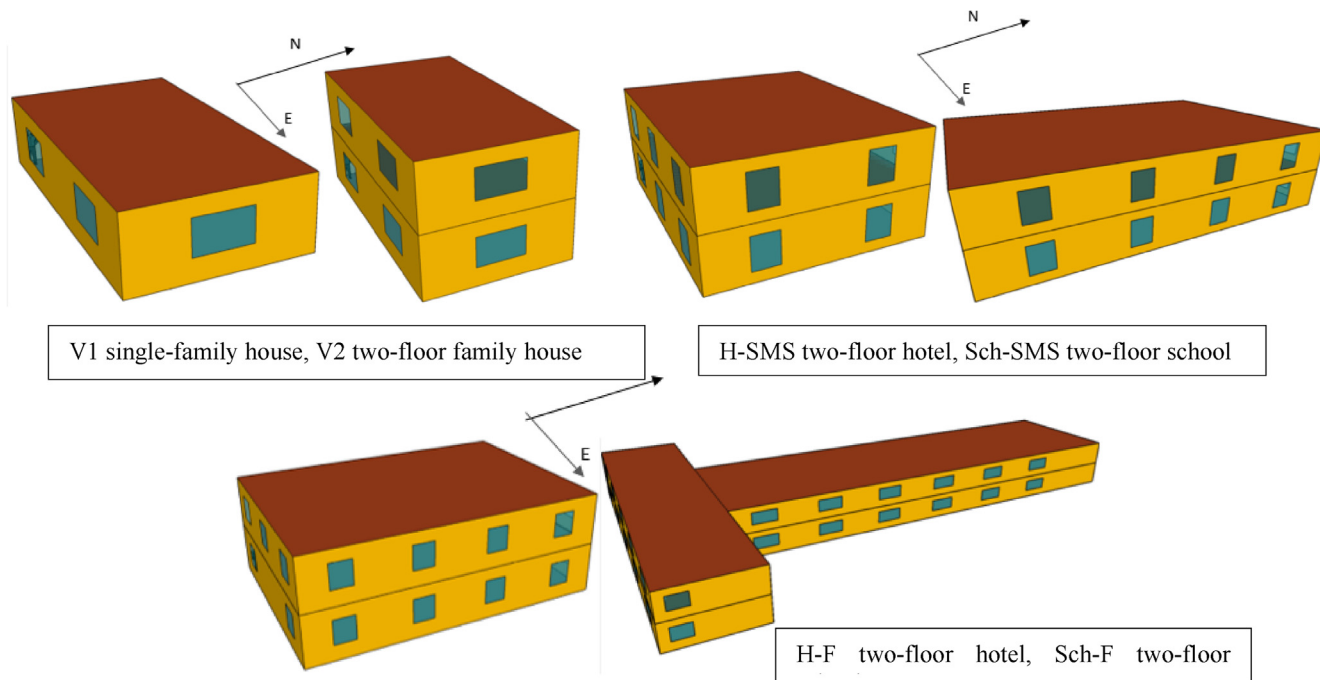 N
E
N
E
V1 single-family house, V2 two-floor family house
H-SMS two-floor hotel, Sch-SMS two-floor school
E
H-F two-floor hotel, Sch-F two-floor